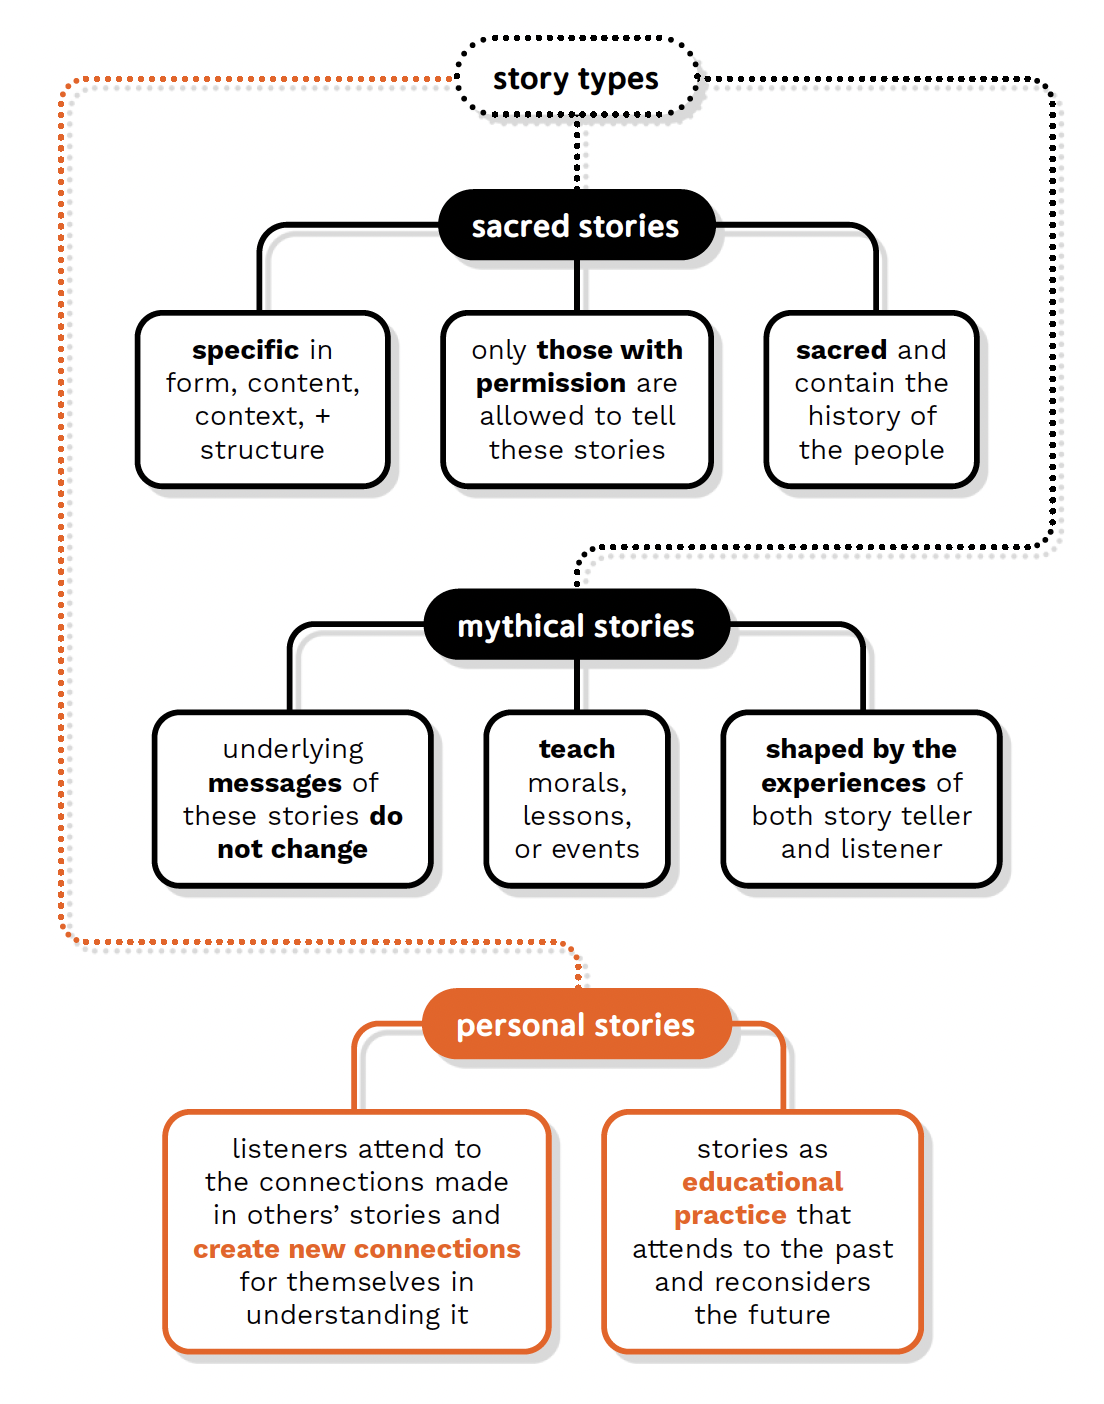 story types
sacred stories
specific in
form, content,
context, +
structure
only those with
permission are
allowed to tell
these stories
sacred and
contain the
history of
the people
mythical stories
underlying
messages of
these stories do
not change
teach
morals,
lessons,
or events
shaped by the
experiences of
both story teller
and listener
personal stories
listeners attend to
the connections made
in others’ stories and
create new connections
for themselves in
understanding it
stories as
educational
practice that
attends to the past
and reconsiders
the future